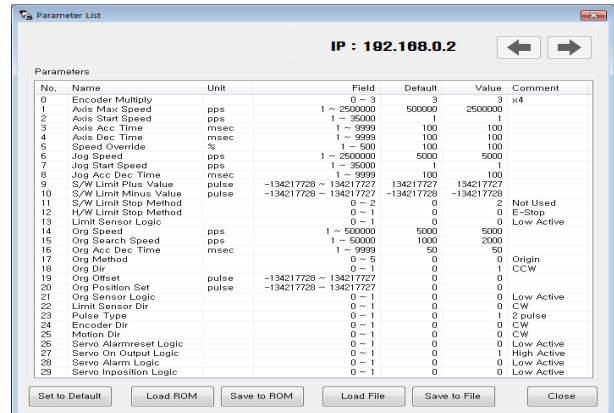 Parameter List
IP : 192.168.0.2
Parameters
No. Name Unit Field Default Value Comment
0 Encoder Multiply 0 ~ 3 3 3 x4
1 Axis Max Speed pps 1 ~ 2500000 500000 2500000
2 Axis Start Speed pps 1 ~ 35000 1 1
3 Axis Acc Time msec 1 ~ 9999 100 100
4 Axis Dec Time msec 1 ~ 9999 100 100
5 Speed Override % 1 ~ 500 100 100
6 Jog Speed pps 1 ~ 2500000 5000 5000
7 Jog Start Speed pps 1 ~ 35000 1 1
8 Jog Acc Dec Time msec 1 ~ 9999 100 100
9 S/W Limit Plus Value pulse -134217728 ~ 134217727 134217727 134217727
10 S/W Limit Minus Value pulse -134217728 ~ 134217727 -134217728 -134217728
11 S/W Limit Stop Method 0 ~ 2 0 2 Not Used
12 H/W Limit Stop Method 0 ~ 1 0 0 E-Stop
13 Limit Sensor Logic 0 ~ 1 0 0 Low Active
14 Org Speed pps 1 ~ 500000 5000 5000
15 Org Search Speed pps 1 ~ 50000 1000 2000
16 Org Acc Dec Time msec 1 ~ 9999 50 50
17 Org Method 0 ~ 5 0 0 Origin
18 Org Dir 0 ~ 1 0 1 CCW
19 Org Offset pulse -134217728 ~ 134217727 0 0
20 Org Position Set pulse -134217728 ~ 134217727 0 0
21 Org Sensor Logic 0 ~ 1 0 0 Low Active
22 Limit Sensor Dir 0 ~ 1 0 0 CW
23 Pulse Type 0 ~ 1 0 1 2 pulse
24 Encoder Dir 0 ~ 1 0 0 CW
25 Motion Dir 0 ~ 1 0 0 CW
26 Servo Alarmreset Logic 0 ~ 1 0 0 Low Active
27 Servo On Output Logic 0 ~ 1 0 1 High Active
28 Servo Alarm Logic 0 ~ 1 0 0 Low Active
29 Servo Inposition Logic 0 ~ 1 0 0 Low Active
Set to Default Load ROM Save to ROM Load File Save to File Close